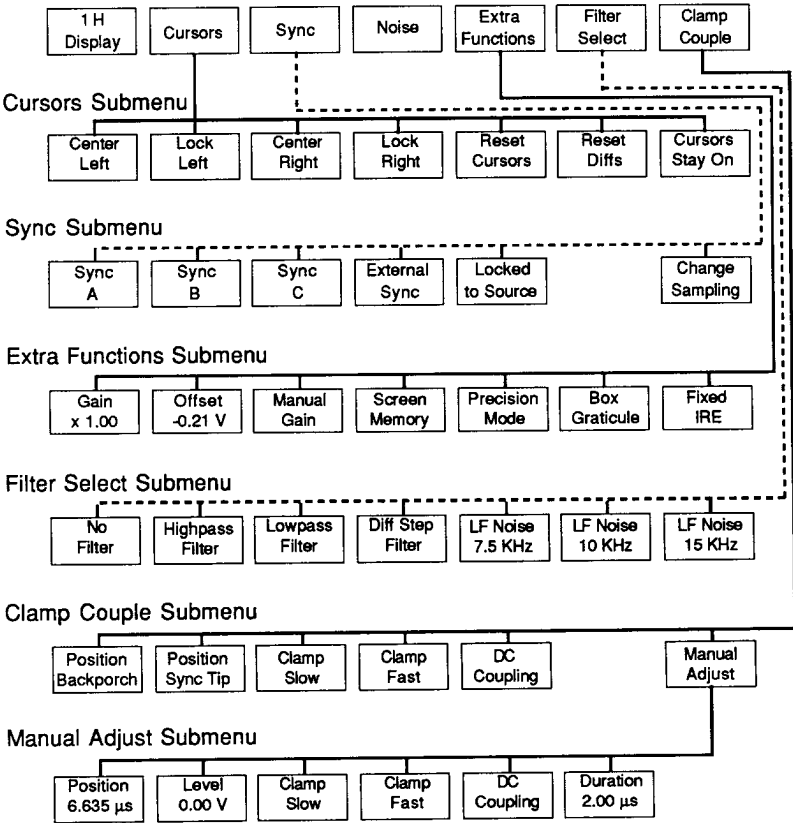 1 H Display
Cursors
Sync
Noise
Extra Functions
Filter Select
Clamp Couple
Cursors Submenu
Center Left
Lock Left
Center Right
Lock Right
Reset Cursors
Reset Diffs
Cursors Stay On
Sync Submenu
Sync A
Sync B
Sync C
External Sync
Locked to Source
Change Sampling
Extra Functions Submenu
Gain x 1.00
Offset -0.21 V
Manual Gain
Screen Memory
Precision Mode
Box Graticule
Fixed IRE
Filter Select Submenu
No Filter
Highpass Filter
Lowpass Filter
Diff Step Filter
LF Noise 7.5 KHz
LF Noise 10 KHz
LF Noise 15 KHz
Clamp Couple Submenu
Position Backporch
Position Sync Tip
Clamp Slow
Clamp Fast
DC Coupling
Manual Adjust
Manual Adjust Submenu
Position 6.635 µs
Level 0.00 V
Clamp Slow
Clamp Fast
DC Coupling
Duration 2.00 µs